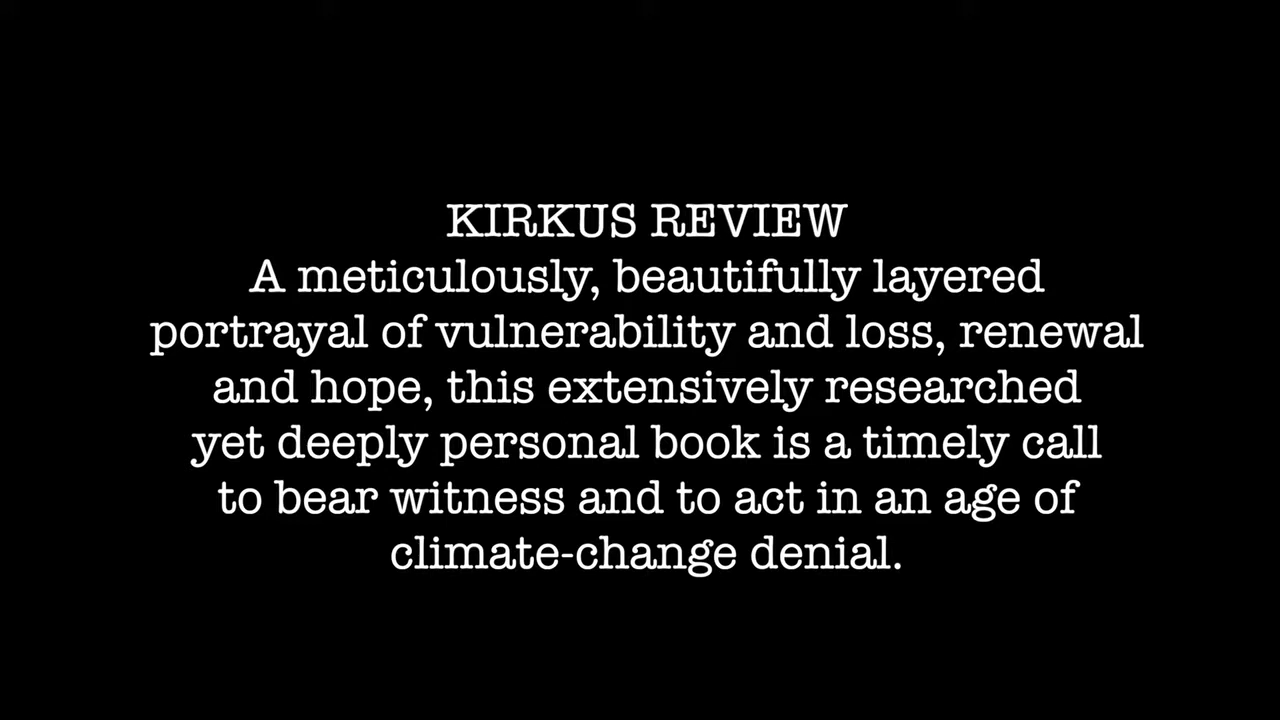 KIRKUS REVIEW
A meticulously, beautifully layered
portrayal of vulnerability and loss, renewal
and hope, this extensively researched
yet deeply personal book is a timely call
to bear witness and to act in an age of
climate-change denial.